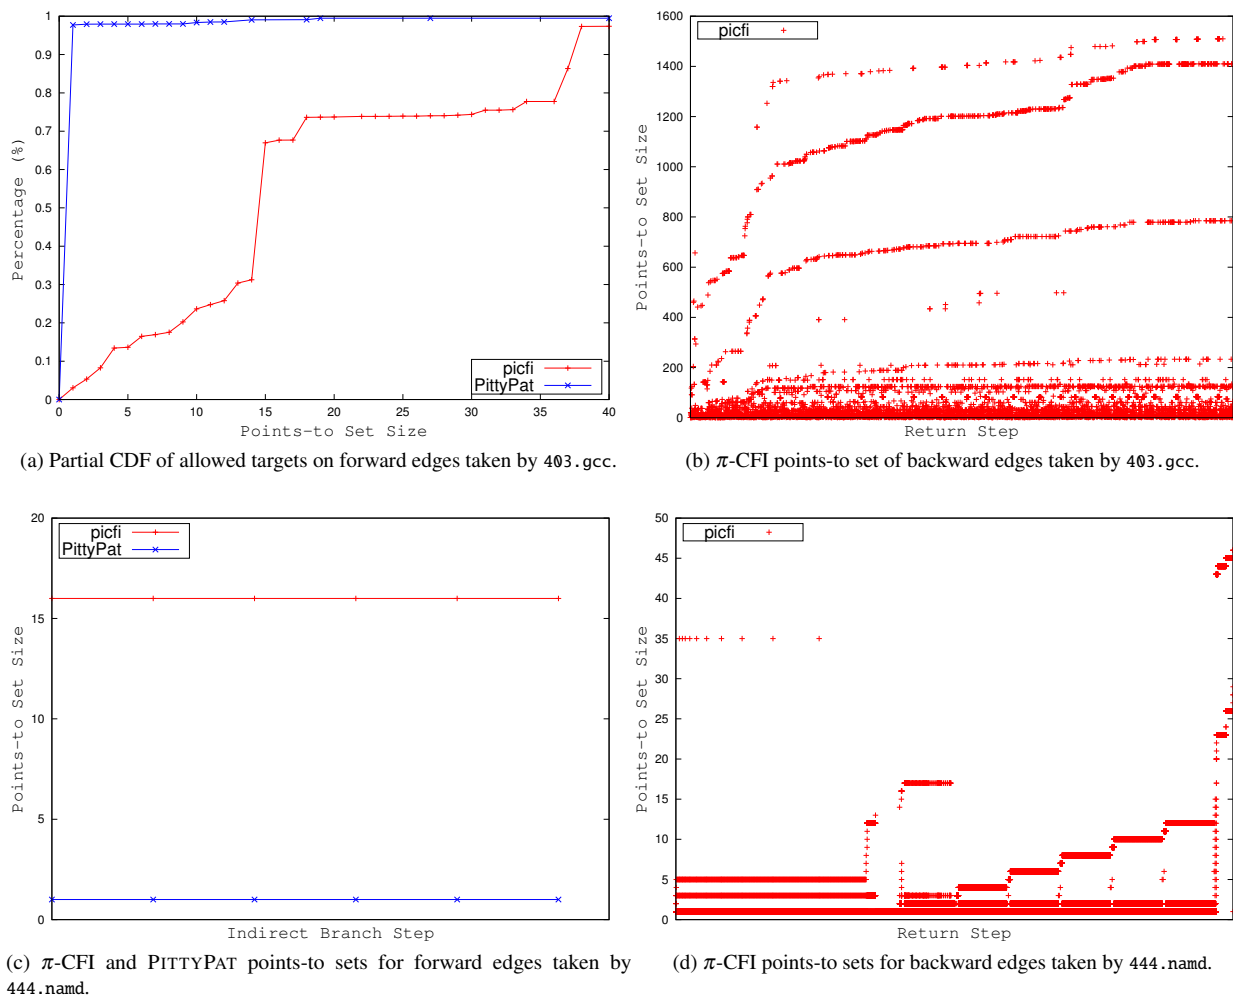 1
0.9
0.8
0.7
0.6
0.5
0.4
0.3
0.2
0.1
0
Percentage (%)
picfi
PittyPat
0 5 10 15 20 25 30 35 40
Points-to Set Size
(a) Partial CDF of allowed targets on forward edges taken by 403.gcc.
1600
1400
1200
1000
800
600
400
200
0
Points-to Set Size
picfi
Return Step
(b) π-CFI points-to set of backward edges taken by 403.gcc.
20
15
10
5
0
Points-to Set Size
picfi
PittyPat
Indirect Branch Step
(c) π-CFI and PITTYPAT points-to sets for forward edges taken by
444.namd.
50
45
40
35
30
25
20
15
10
5
0
Points-to Set Size
picfi
Return Step
(d) π-CFI points-to sets for backward edges taken by 444.namd.